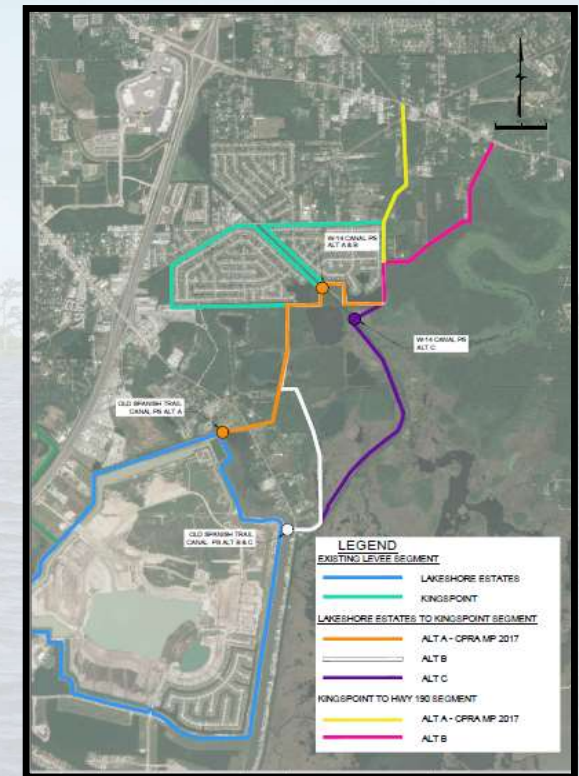 W-14 CANAL PS
ALT A & B
W-14 CANAL PS
ALT C
OLD SPANISH TRAIL
CANAL PS ALT A
OLD SPANISH TRAIL
CANAL PS ALT B & C
LEGEND
EXISTING LEVEE SEGMENT
LAKESHORE ESTATES
KINGSPOINT
LAKESHORE ESTATES TO KINGSPOINT SEGMENT
ALT A - CPRA MP 2017
ALT B
ALT C
KINGSPOINT TO HWY 190 SEGMENT
ALT A - CPRA MP 2017
ALT B